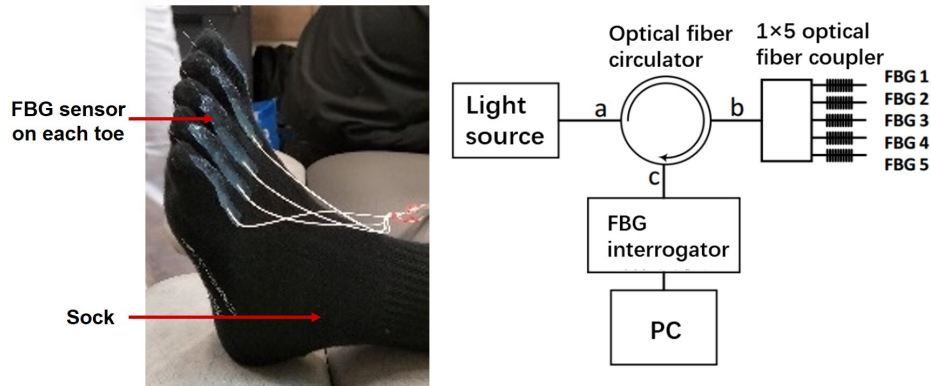 FBG sensor
on each toe
Sock
Optical fiber
circulator
1×5 optical
fiber coupler
Light
source
a
b
c
FBG 1
FBG 2
FBG 3
FBG 4
FBG 5
FBG
interrogator
PC